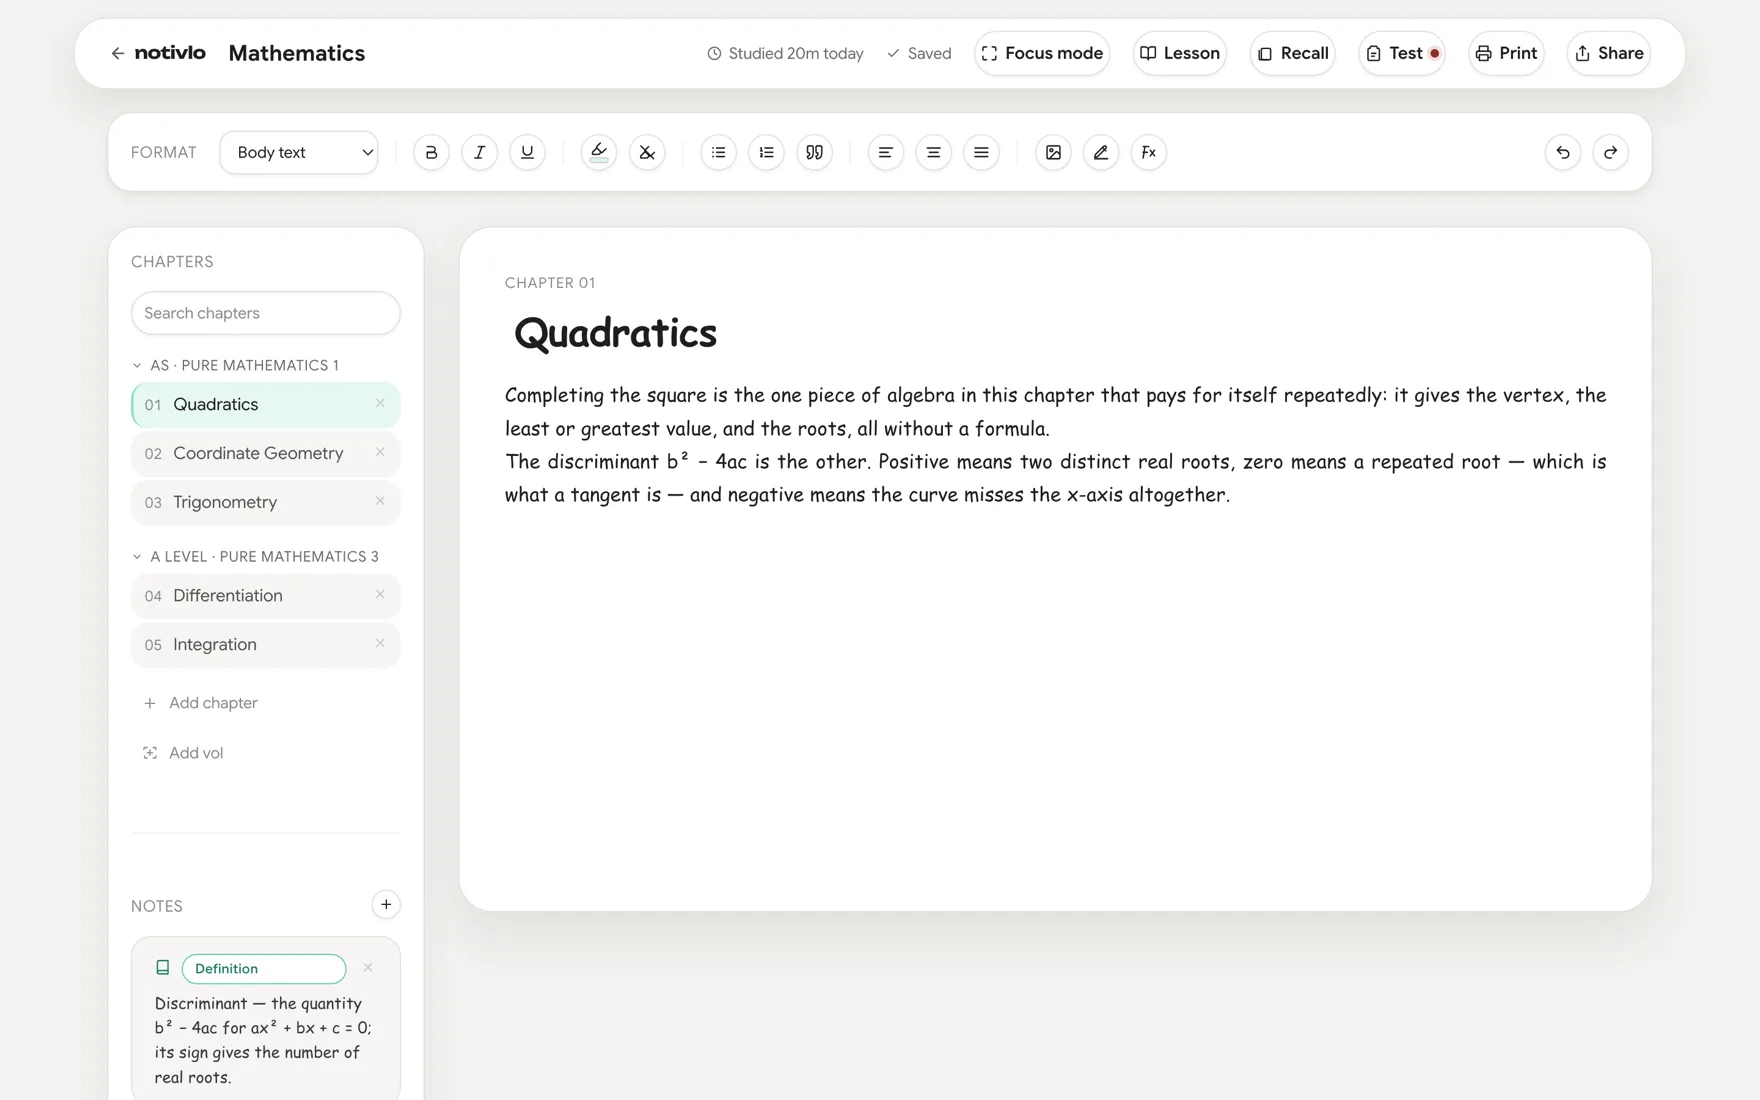 notivlo Mathematics
Studied 20m today Saved Focus mode Lesson Recall Test Print Share
FORMAT Body text B I U Fx
CHAPTERS
Search chapters
AS · PURE MATHEMATICS 1
01 Quadratics
02 Coordinate Geometry
03 Trigonometry
A LEVEL · PURE MATHEMATICS 3
04 Differentiation
05 Integration
+ Add chapter
Add vol
NOTES +
Definition
Discriminant — the quantity
b² − 4ac for ax² + bx + c = 0;
its sign gives the number of
real roots.
CHAPTER 01
Quadratics
Completing the square is the one piece of algebra in this chapter that pays for itself repeatedly: it gives the vertex, the
least or greatest value, and the roots, all without a formula.
The discriminant b² − 4ac is the other. Positive means two distinct real roots, zero means a repeated root — which is
what a tangent is — and negative means the curve misses the x-axis altogether.